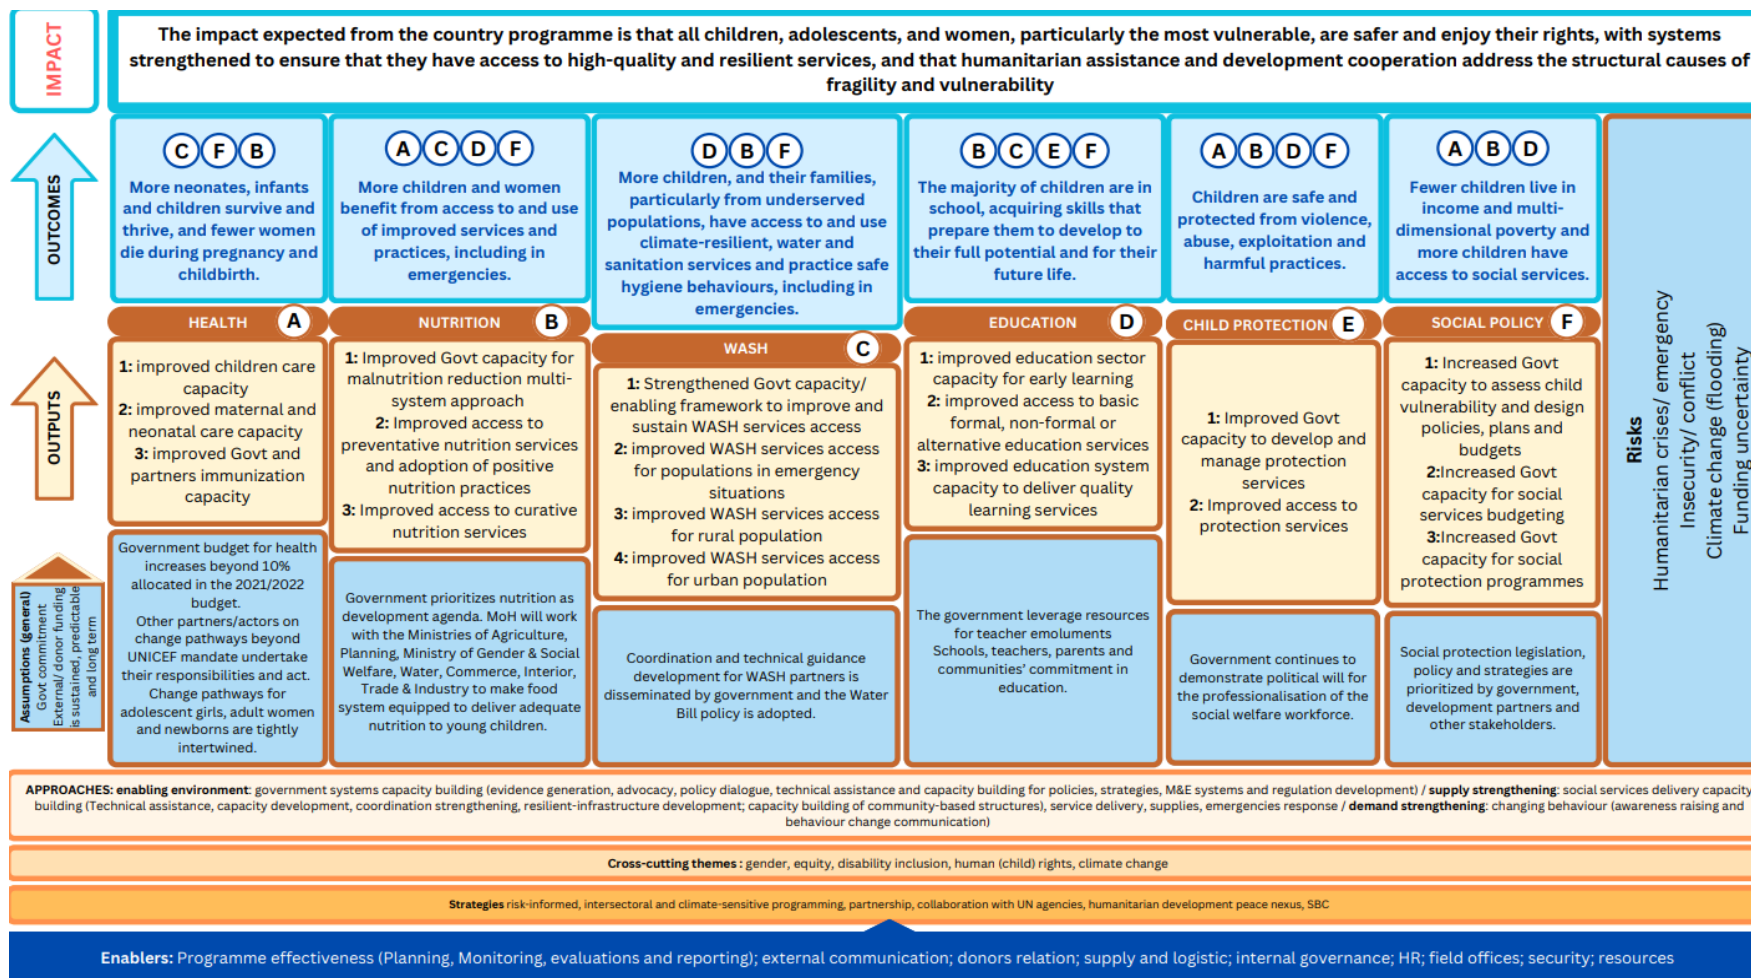 IMPACT
The impact expected from the country programme is that all children, adolescents, and women, particularly the most vulnerable, are safer and enjoy their rights, with systems
strengthened to ensure that they have access to high-quality and resilient services, and that humanitarian assistance and development cooperation address the structural causes of
fragility and vulnerability
OUTCOMES
C F B
More neonates, infants
and children survive and
thrive, and fewer women
die during pregnancy and
childbirth.
A C D F
More children and women
benefit from access to and use
of improved services and
practices, including in
emergencies.
D B F
More children, and their families,
particularly from underserved
populations, have access to and use
climate-resilient, water and
sanitation services and practice safe
hygiene behaviours, including in
emergencies.
B C E F
The majority of children are in
school, acquiring skills that
prepare them to develop to
their full potential and for their
future life.
A B D F
Children are safe and
protected from violence,
abuse, exploitation and
harmful practices.
A B D
Fewer children live in
income and multi-
dimensional poverty and
more children have
access to social services.
OUTPUTS
HEALTH A
1: improved children care
capacity
2: improved maternal and
neonatal care capacity
3: improved Govt and
partners immunization
capacity
NUTRITION B
1: Improved Govt capacity for
malnutrition reduction multi-
system approach
2: Improved access to
preventative nutrition services
and adoption of positive
nutrition practices
3: Improved access to curative
nutrition services
WASH C
1: Strengthened Govt capacity/
enabling framework to improve and
sustain WASH services access
2: improved WASH services access
for populations in emergency
situations
3: improved WASH services access
for rural population
4: improved WASH services access
for urban population
EDUCATION D
1: improved education sector
capacity for early learning
2: improved access to basic
formal, non-formal or
alternative education services
3: improved education system
capacity to deliver quality
learning services
CHILD PROTECTION E
1: Improved Govt
capacity to develop and
manage protection
services
2: Improved access to
protection services
SOCIAL POLICY F
1: Increased Govt
capacity to assess child
vulnerability and design
policies, plans and
budgets
2:Increased Govt
capacity for social
services budgeting
3:Increased Govt
capacity for social
protection programmes
Assumptions (general)
Govt commitment
External/ donor funding
is sustained, predictable
and long term
Government budget for health
increases beyond 10%
allocated in the 2021/2022
budget.
Other partners/actors on
change pathways beyond
UNICEF mandate undertake
their responsibilities and act.
Change pathways for
adolescent girls, adult women
and newborns are tightly
intertwined.
Government prioritizes nutrition as
development agenda. MoH will work
with the Ministries of Agriculture,
Planning, Ministry of Gender & Social
Welfare, Water, Commerce, Interior,
Trade & Industry to make food
system equipped to deliver adequate
nutrition to young children.
Coordination and technical guidance
development for WASH partners is
disseminated by government and the Water
Bill policy is adopted.
The government leverage resources
for teacher emoluments
Schools, teachers, parents and
communities' commitment in
education.
Government continues to
demonstrate political will for
the professionalisation of the
social welfare workforce.
Social protection legislation,
policy and strategies are
prioritized by government,
development partners and
other stakeholders.
Risks
Humanitarian crises/ emergency
Insecurity/ conflict
Climate change (flooding)
Funding uncertainty
APPROACHES: enabling environment: government systems capacity building (evidence generation, advocacy, policy dialogue, technical assistance and capacity building for policies, strategies, M&E systems and regulation development) / supply strengthening: social services delivery capacity
building (Technical assistance, capacity development, coordination strengthening, resilient-infrastructure development; capacity building of community-based structures), service delivery, supplies, emergencies response / demand strengthening: changing behaviour (awareness raising and
behaviour change communication)
Cross-cutting themes : gender, equity, disability inclusion, human (child) rights, climate change
Strategies risk-informed, intersectoral and climate-sensitive programming, partnership, collaboration with UN agencies, humanitarian development peace nexus, SBC
Enablers: Programme effectiveness (Planning, Monitoring, evaluations and reporting); external communication; donors relation; supply and logistic; internal governance; HR; field offices; security; resources